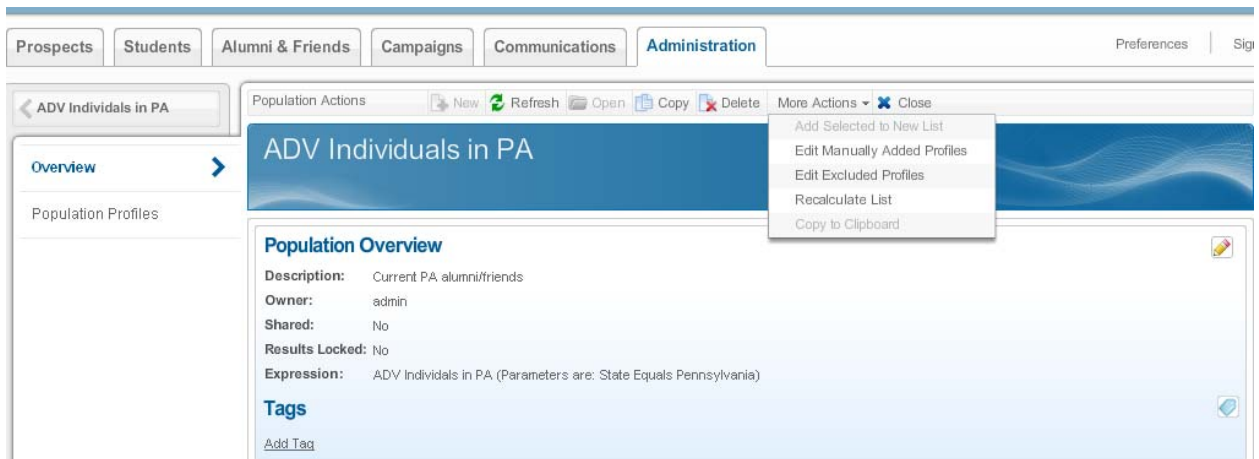 Prospects Students Alumni & Friends Campaigns Communications Administration Preferences
ADV Individals in PA
Overview
Population Profiles
Population Actions New Refresh Open Copy Delete More Actions Close
Add Selected to New List
Edit Manually Added Profiles
Edit Excluded Profiles
Recalculate List
Copy to Clipboard
ADV Individuals in PA
Population Overview
Description: Current PA alumni/friends
Owner: admin
Shared: No
Results Locked: No
Expression: ADV Individals in PA (Parameters are: State Equals Pennsylvania)
Tags
Add Tag